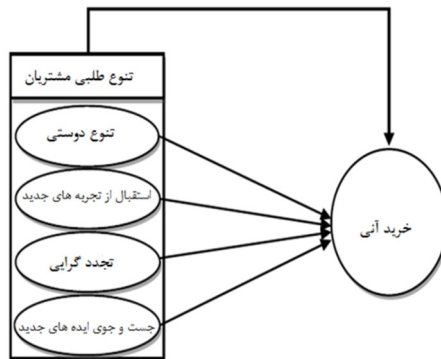 تنوع طلبی مشتریان
تنوع دوستی
استقبال از تجربه های جدید
تجدد گرایی
جست و جوی ایده های جدید
خرید آنی